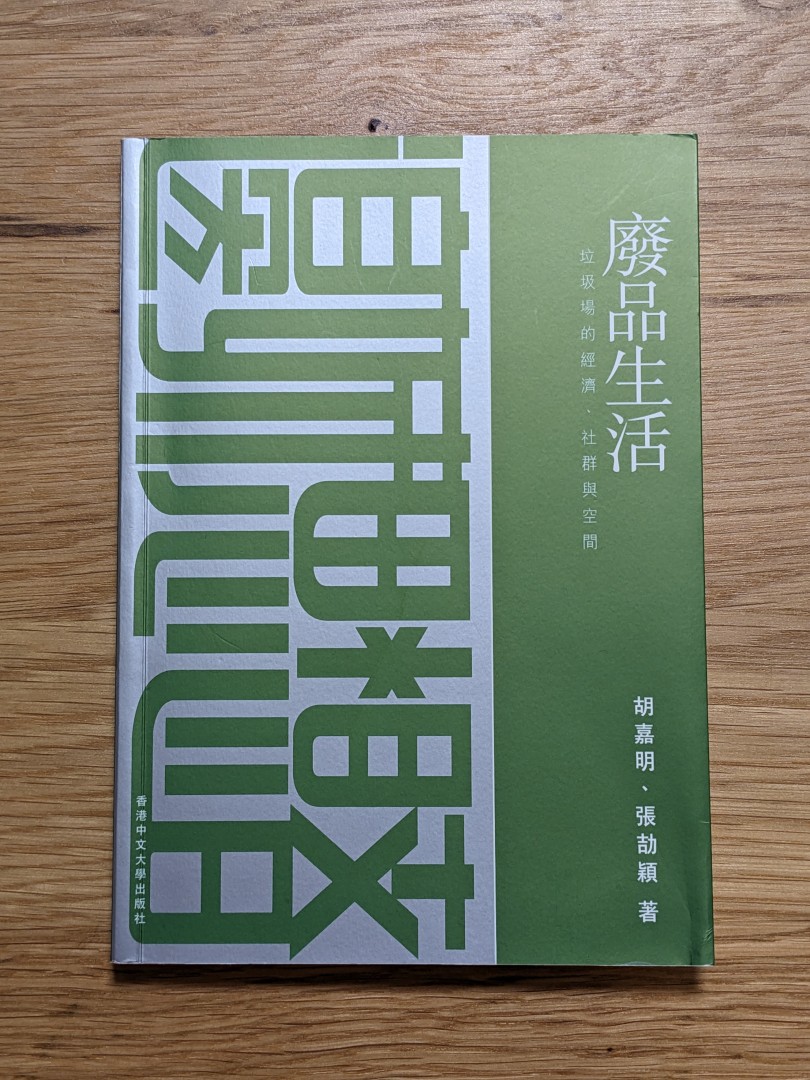 廢品生活
垃圾場的經濟、社群與空間
胡嘉明、張劼穎 著
香港中文大學出版社